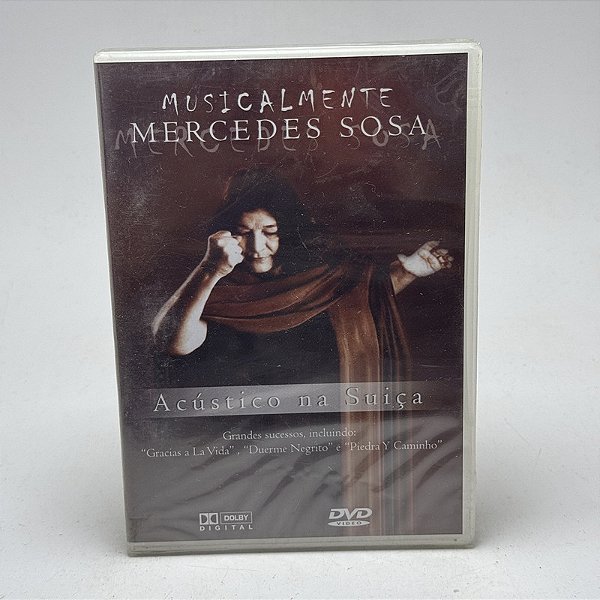 MUSICALMENTE
MERCEDES SOSA
MERCEDES SOSA
Acústico na Suiça
Grandes sucessos, incluindo:
"Gracias a La Vida", "Duerme Negrito" e "Piedra Y Caminho"
DOLBY
DIGITAL
DVD
VIDEO